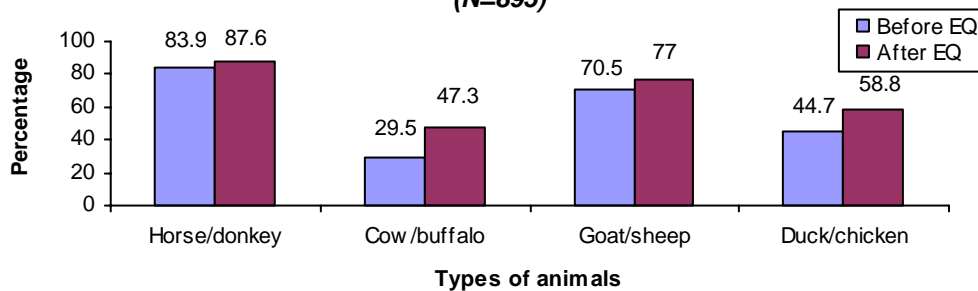 (N=895)
Before EQ
After EQ
Percentage
100
80
60
40
20
0
83.9 87.6
29.5 47.3
70.5 77
44.7 58.8
Horse/donkey Cow/buffalo Goat/sheep Duck/chicken
Types of animals